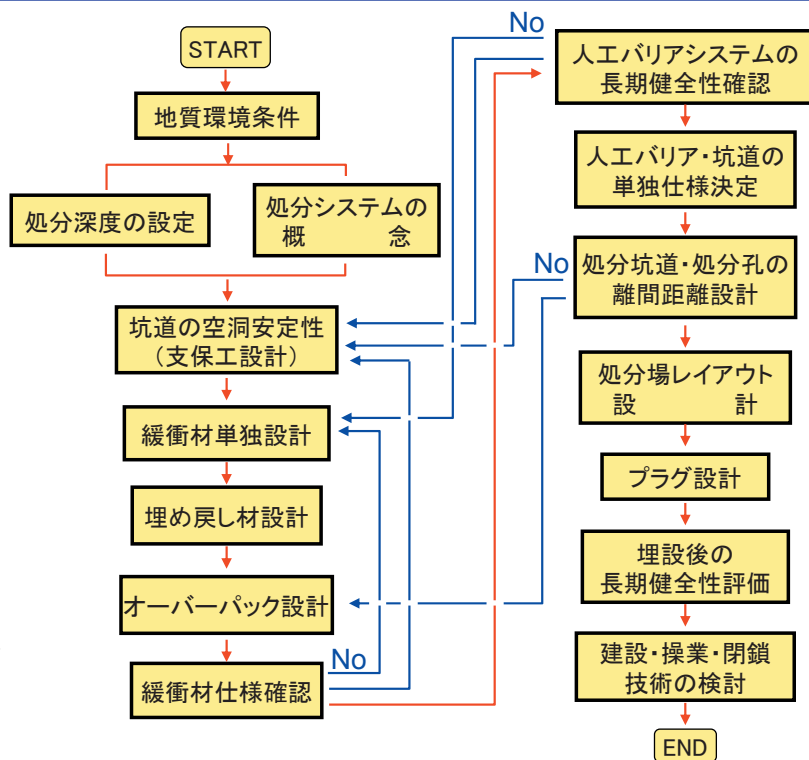 START
地質環境条件
処分深度の設定
処分システムの
概　　　念
坑道の空洞安定性
（支保工設計）
緩衝材単独設計
埋め戻し材設計
オーバーパック設計
緩衝材仕様確認
No
No
人工バリアシステムの
長期健全性確認
人工バリア・坑道の
単独仕様決定
No
処分坑道・処分孔の
離間距離設計
処分場レイアウト
設　　　計
プラグ設計
埋設後の
長期健全性評価
建設・操業・閉鎖
技術の検討
END